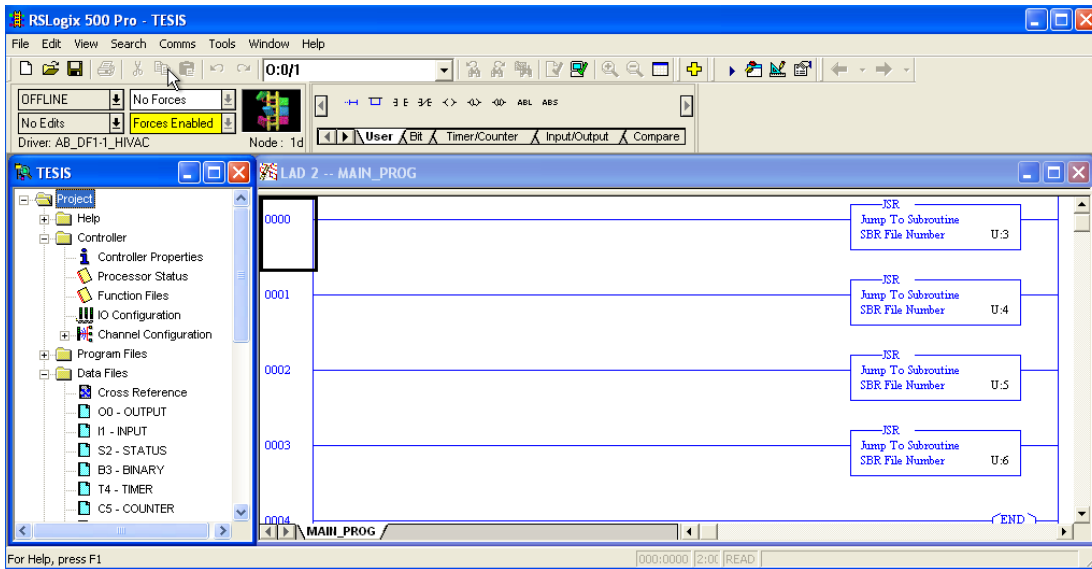 RSLogix 500 Pro - TESIS
File Edit View Search Comms Tools Window Help
O:0/1
OFFLINE No Forces
No Edits Forces Enabled
Driver: AB_DF1-1_HIVAC Node : 1d
ABL ABS
User Bit Timer/Counter Input/Output Compare
TESIS
Project
Help
Controller
Controller Properties
Processor Status
Function Files
IO Configuration
Channel Configuration
Program Files
Data Files
Cross Reference
O0 - OUTPUT
I1 - INPUT
S2 - STATUS
B3 - BINARY
T4 - TIMER
C5 - COUNTER
LAD 2 -- MAIN_PROG
JSR
0000 Jump To Subroutine
SBR File Number U:3
JSR
0001 Jump To Subroutine
SBR File Number U:4
JSR
0002 Jump To Subroutine
SBR File Number U:5
JSR
0003 Jump To Subroutine
SBR File Number U:6
0004 END
MAIN_PROG
For Help, press F1
000:0000 2:00 READ